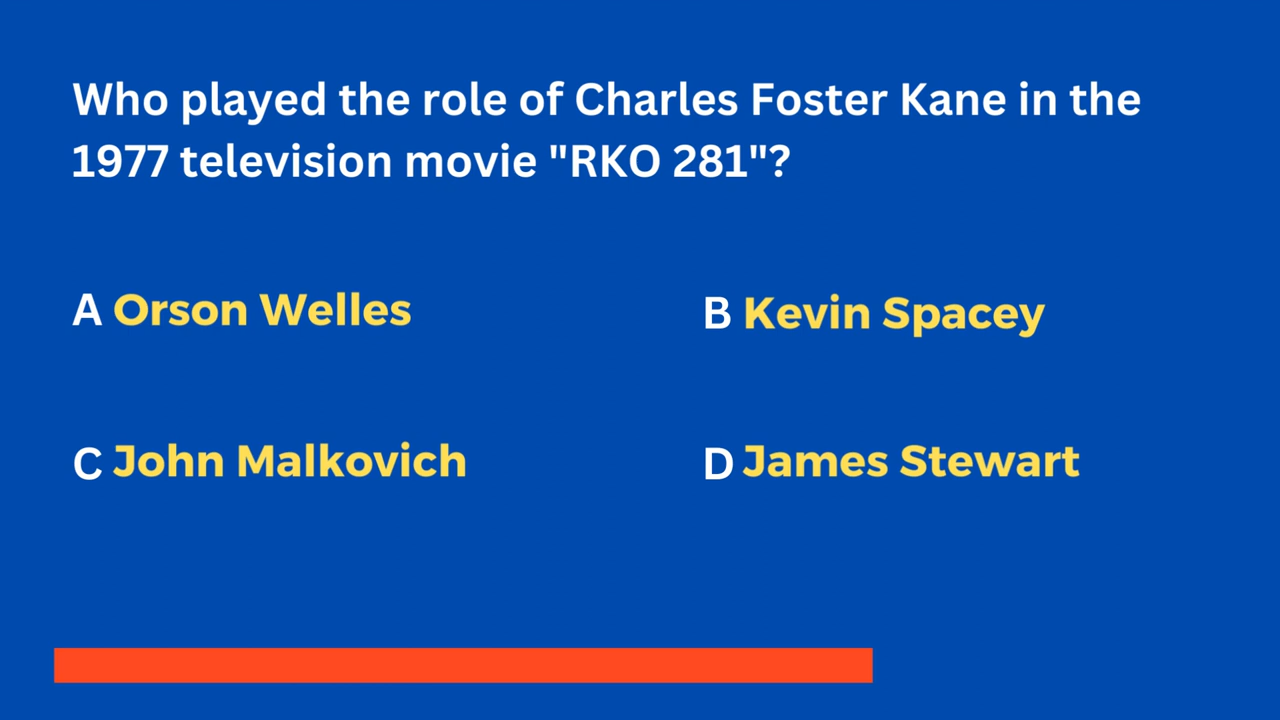 Who played the role of Charles Foster Kane in the
1977 television movie "RKO 281"?
A Orson Welles
B Kevin Spacey
C John Malkovich
D James Stewart